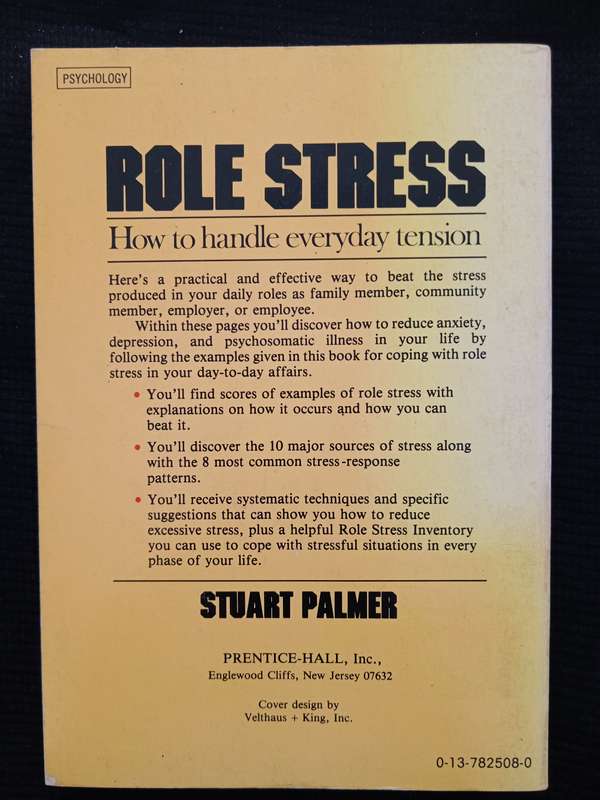 PSYCHOLOGY
ROLE STRESS
How to handle everyday tension
Here's a practical and effective way to beat the stress
produced in your daily roles as family member, community
member, employer, or employee.
Within these pages you'll discover how to reduce anxiety,
depression, and psychosomatic illness in your life by
following the examples given in this book for coping with role
stress in your day-to-day affairs.
• You'll find scores of examples of role stress with
explanations on how it occurs and how you can
beat it.
• You'll discover the 10 major sources of stress along
with the 8 most common stress-response
patterns.
• You'll receive systematic techniques and specific
suggestions that can show you how to reduce
excessive stress, plus a helpful Role Stress Inventory
you can use to cope with stressful situations in every
phase of your life.
STUART PALMER
PRENTICE-HALL, Inc.,
Englewood Cliffs, New Jersey 07632
Cover design by
Velthaus + King, Inc.
0-13-782508-0